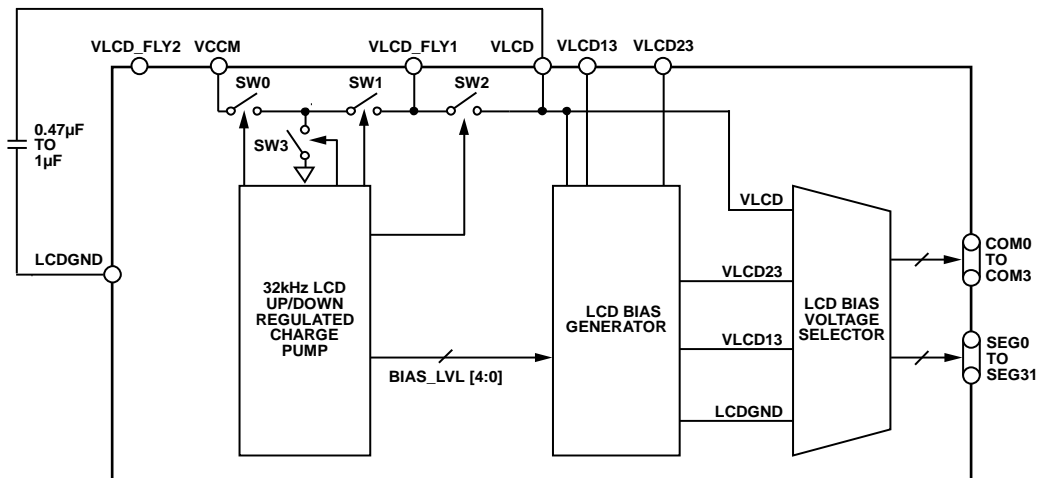 VLCD_FLY2 VCCM VLCD_FLY1 VLCD VLCD13 VLCD23
SW0 SW1 SW2
SW3
0.47µF
TO
1µF
LCDGND
32kHz LCD
UP/DOWN
REGULATED
CHARGE
PUMP
BIAS_LVL [4:0]
LCD BIAS
GENERATOR
VLCD
VLCD23
VLCD13
LCDGND
LCD BIAS
VOLTAGE
SELECTOR
COM0
TO
COM3
SEG0
TO
SEG31